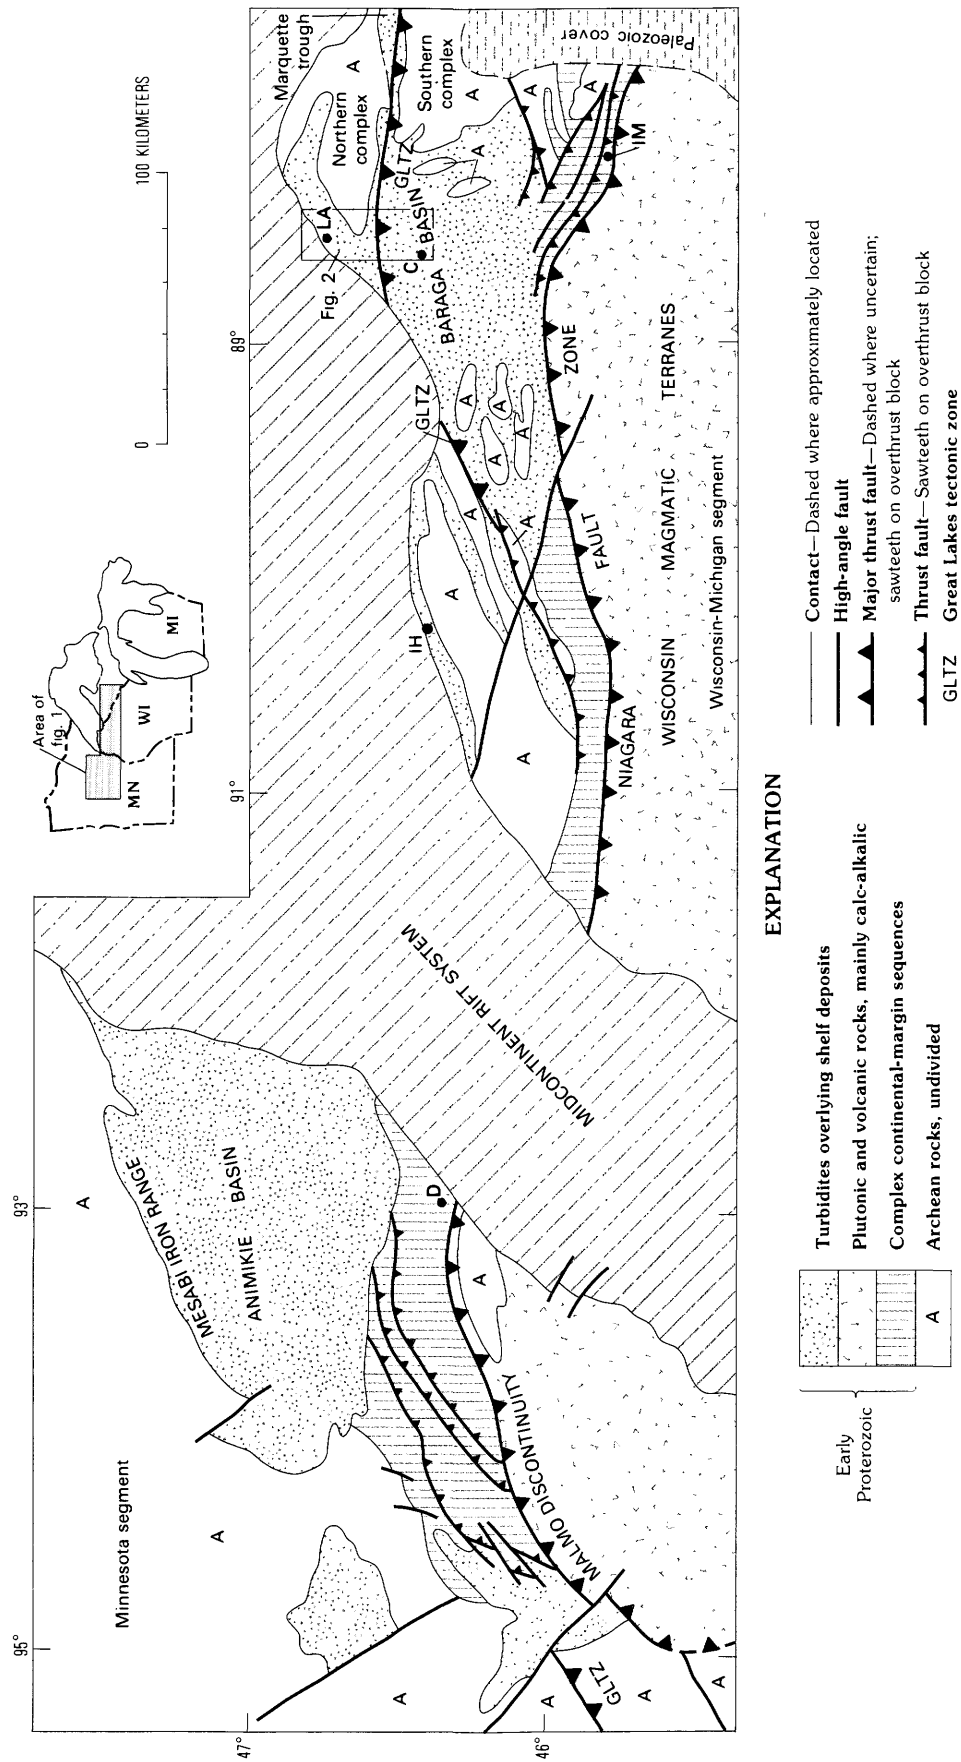 Area of
fig. 1
MN
WI
MI
0
100 KILOMETERS
95°
93°
91°
89°
47°
46°
Minnesota segment
A
A
A
A
A
A
A
MESABI IRON RANGE
ANIMIKIE BASIN
D
MALMO DISCONTINUITY
GLTZ
MIDCONTINENT RIFT SYSTEM
IH
A
A
A
A
A
A
A
A
A
GLTZ
BARAGA BASIN
C
LA
Fig. 2
GLTZ
Marquette
trough
Northern
complex
A
Southern
complex
A
A
A
A
IM
Paleozoic cover
NIAGARA FAULT ZONE
WISCONSIN MAGMATIC TERRANES
Wisconsin-Michigan segment
EXPLANATION
Early
Proterozoic
Turbidites overlying shelf deposits
Plutonic and volcanic rocks, mainly calc-alkalic
Complex continental-margin sequences
A
Archean rocks, undivided
Contact—Dashed where approximately located
High-angle fault
Major thrust fault—Dashed where uncertain;
sawteeth on overthrust block
Thrust fault—Sawteeth on overthrust block
GLTZ Great Lakes tectonic zone